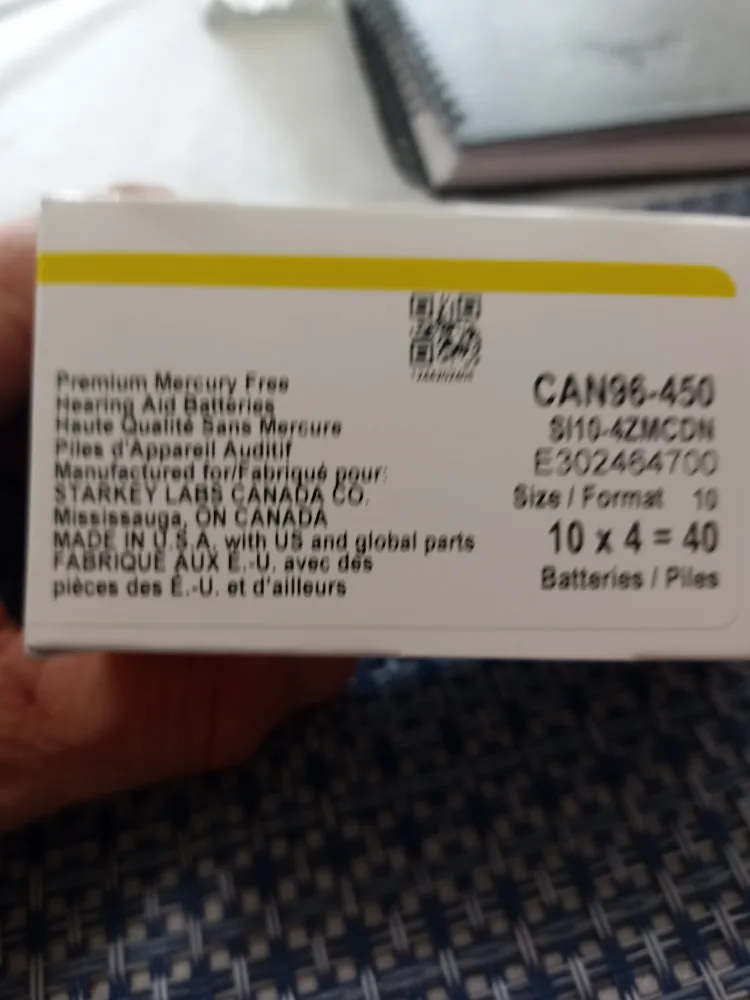 Premium Mercury Free
Hearing Aid Batteries
Haute Qualité Sans Mercure
Piles d'Appareil Auditif
Manufactured for/Fabriqué pour:
STARKEY LABS CANADA CO.
Mississauga, ON CANADA
MADE IN U.S.A. with US and global parts
FABRIQUÉ AUX É.-U. avec des
pièces des É.-U. et d'ailleurs
CAN96-450
SI10-4ZMCDN
E302464700
Size / Format 10
10 x 4 = 40
Batteries / Piles